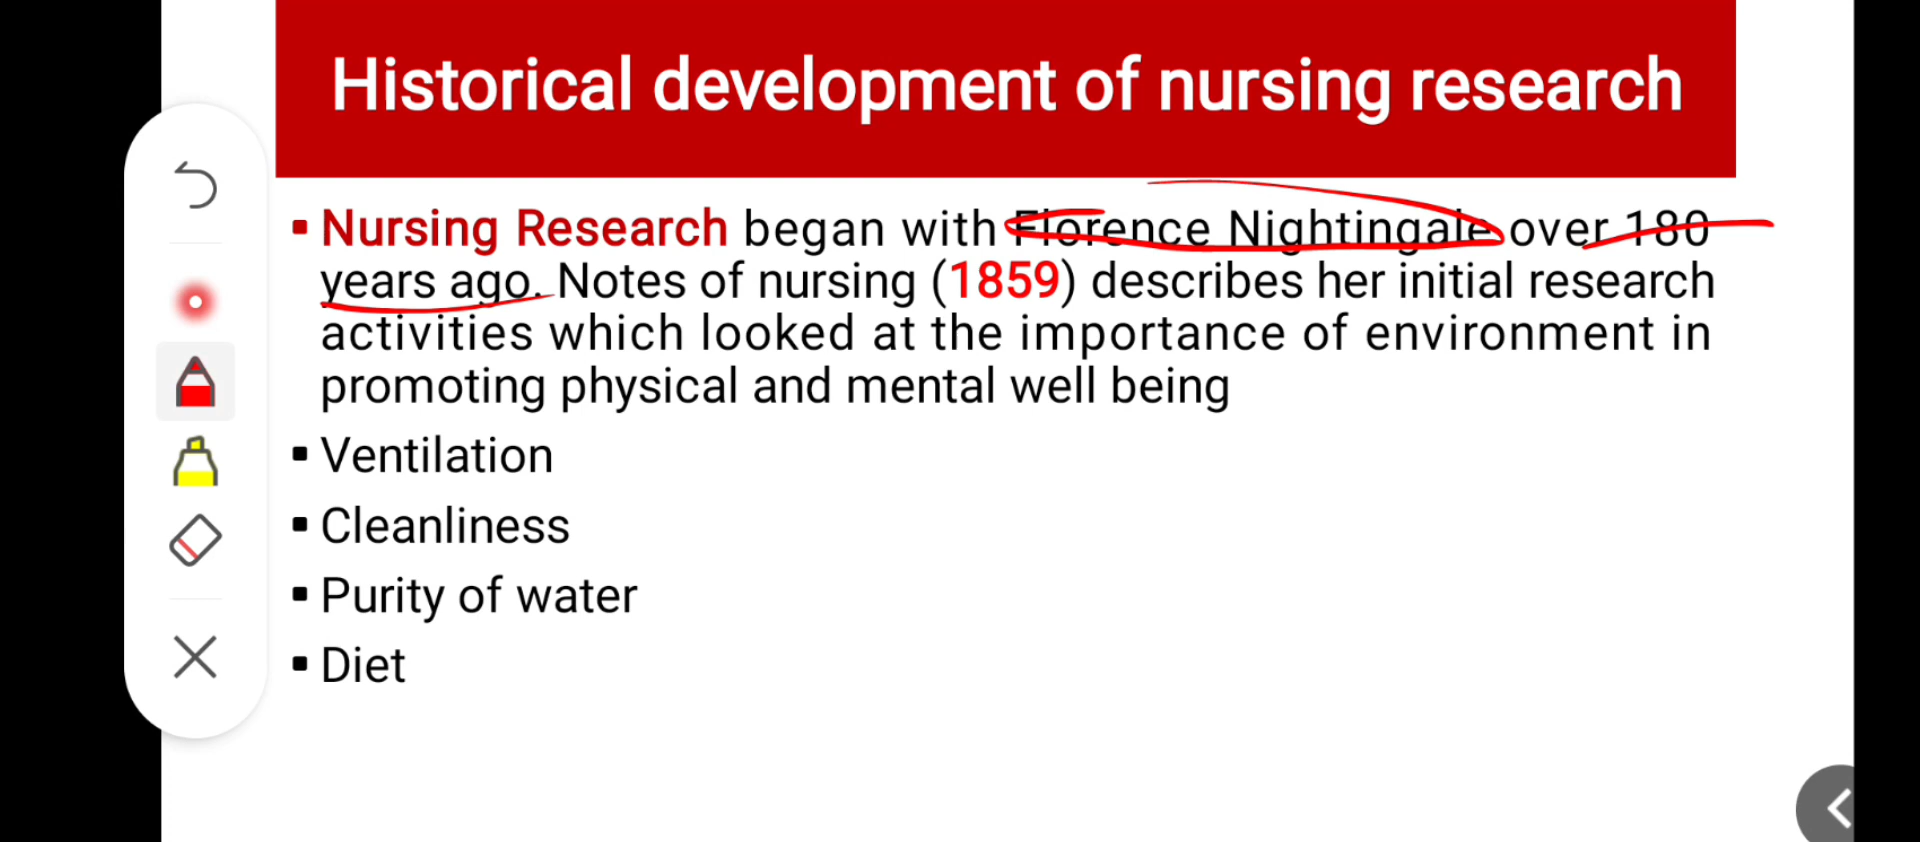 Historical development of nursing research
▪ Nursing Research began with Florence Nightingale over 180
years ago. Notes of nursing (1859) describes her initial research
activities which looked at the importance of environment in
promoting physical and mental well being
▪ Ventilation
▪ Cleanliness
▪ Purity of water
▪ Diet